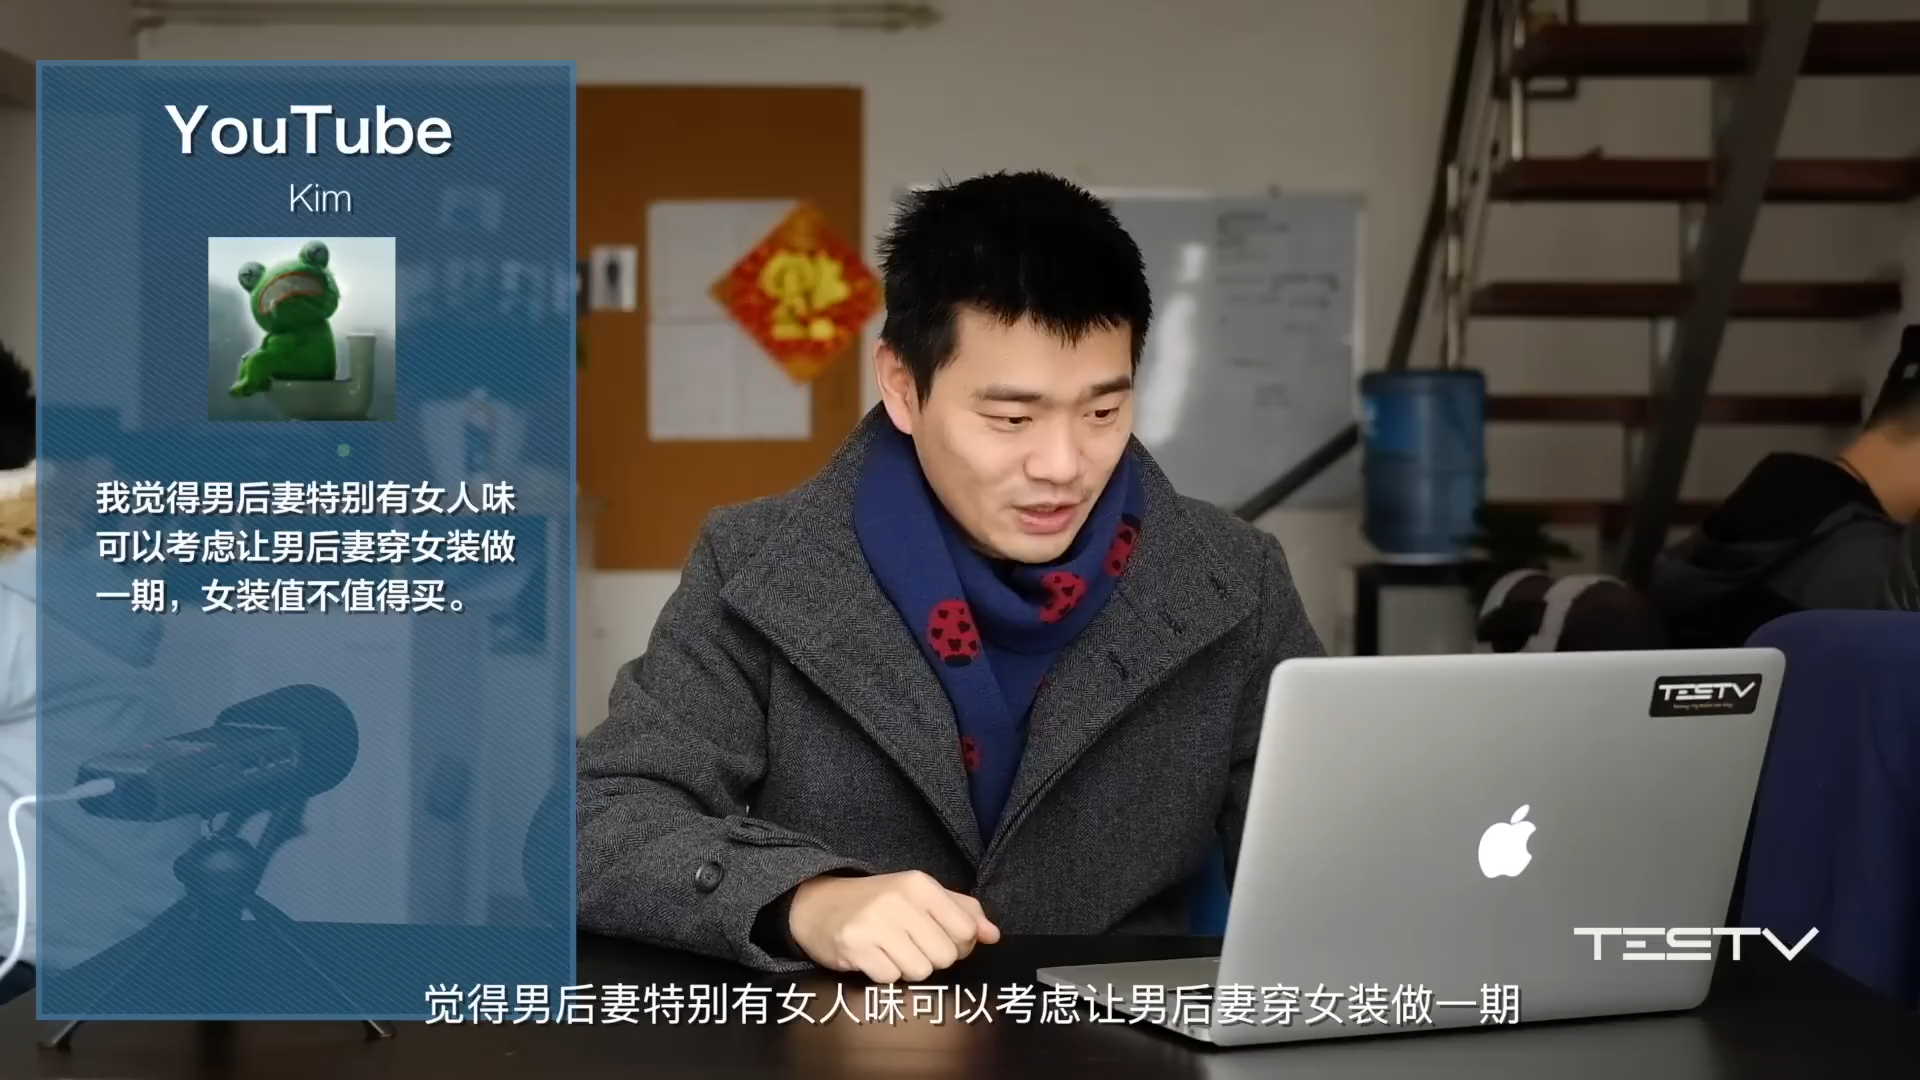 YouTube
Kim
我觉得男后妻特别有女人味
可以考虑让男后妻穿女装做
一期，女装值不值得买。
TESTV
TESTV
觉得男后妻特别有女人味可以考虑让男后妻穿女装做一期